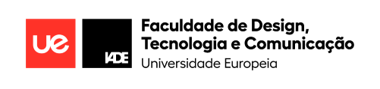 ue
IADE
Faculdade de Design,
Tecnologia e Comunicação
Universidade Europeia